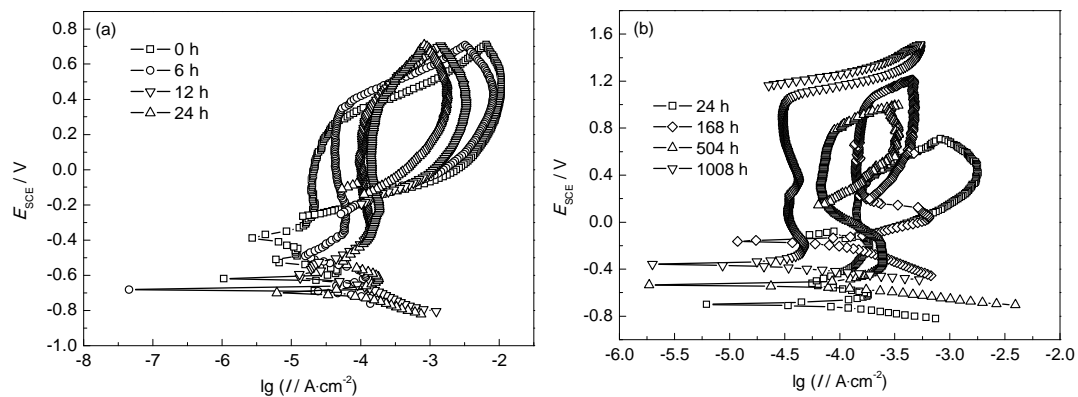 (a)
0 h
6 h
12 h
24 h
0.8
0.6
0.4
0.2
0.0
-0.2
-0.4
-0.6
-0.8
-1.0
E_SCE / V
-8 -7 -6 -5 -4 -3 -2
lg (I / A·cm⁻²)
(b)
24 h
168 h
504 h
1008 h
1.6
1.2
0.8
0.4
0.0
-0.4
-0.8
E_SCE / V
-6.0 -5.5 -5.0 -4.5 -4.0 -3.5 -3.0 -2.5 -2.0
lg (I / A·cm⁻²)